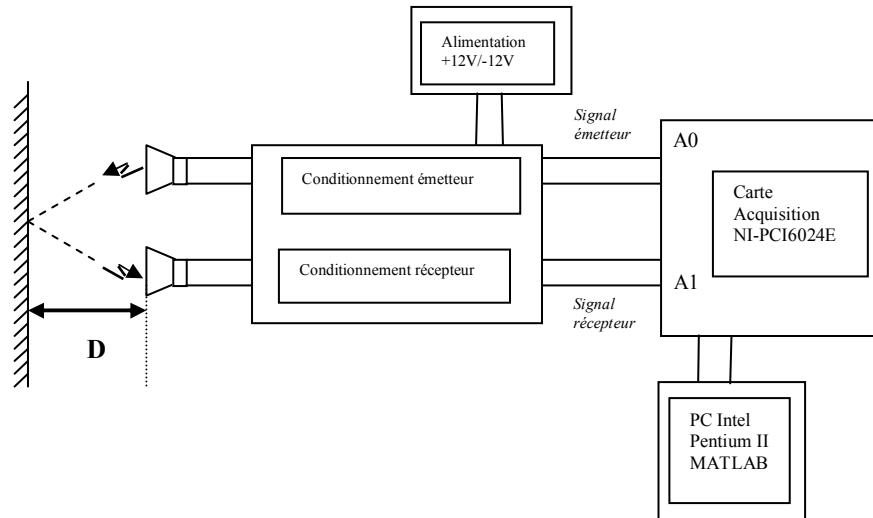 Alimentation
+12V/-12V
Signal
émetteur
A0
Conditionnement émetteur
Carte
Acquisition
NI-PCI6024E
Conditionnement récepteur
A1
Signal
récepteur
D
PC Intel
Pentium II
MATLAB